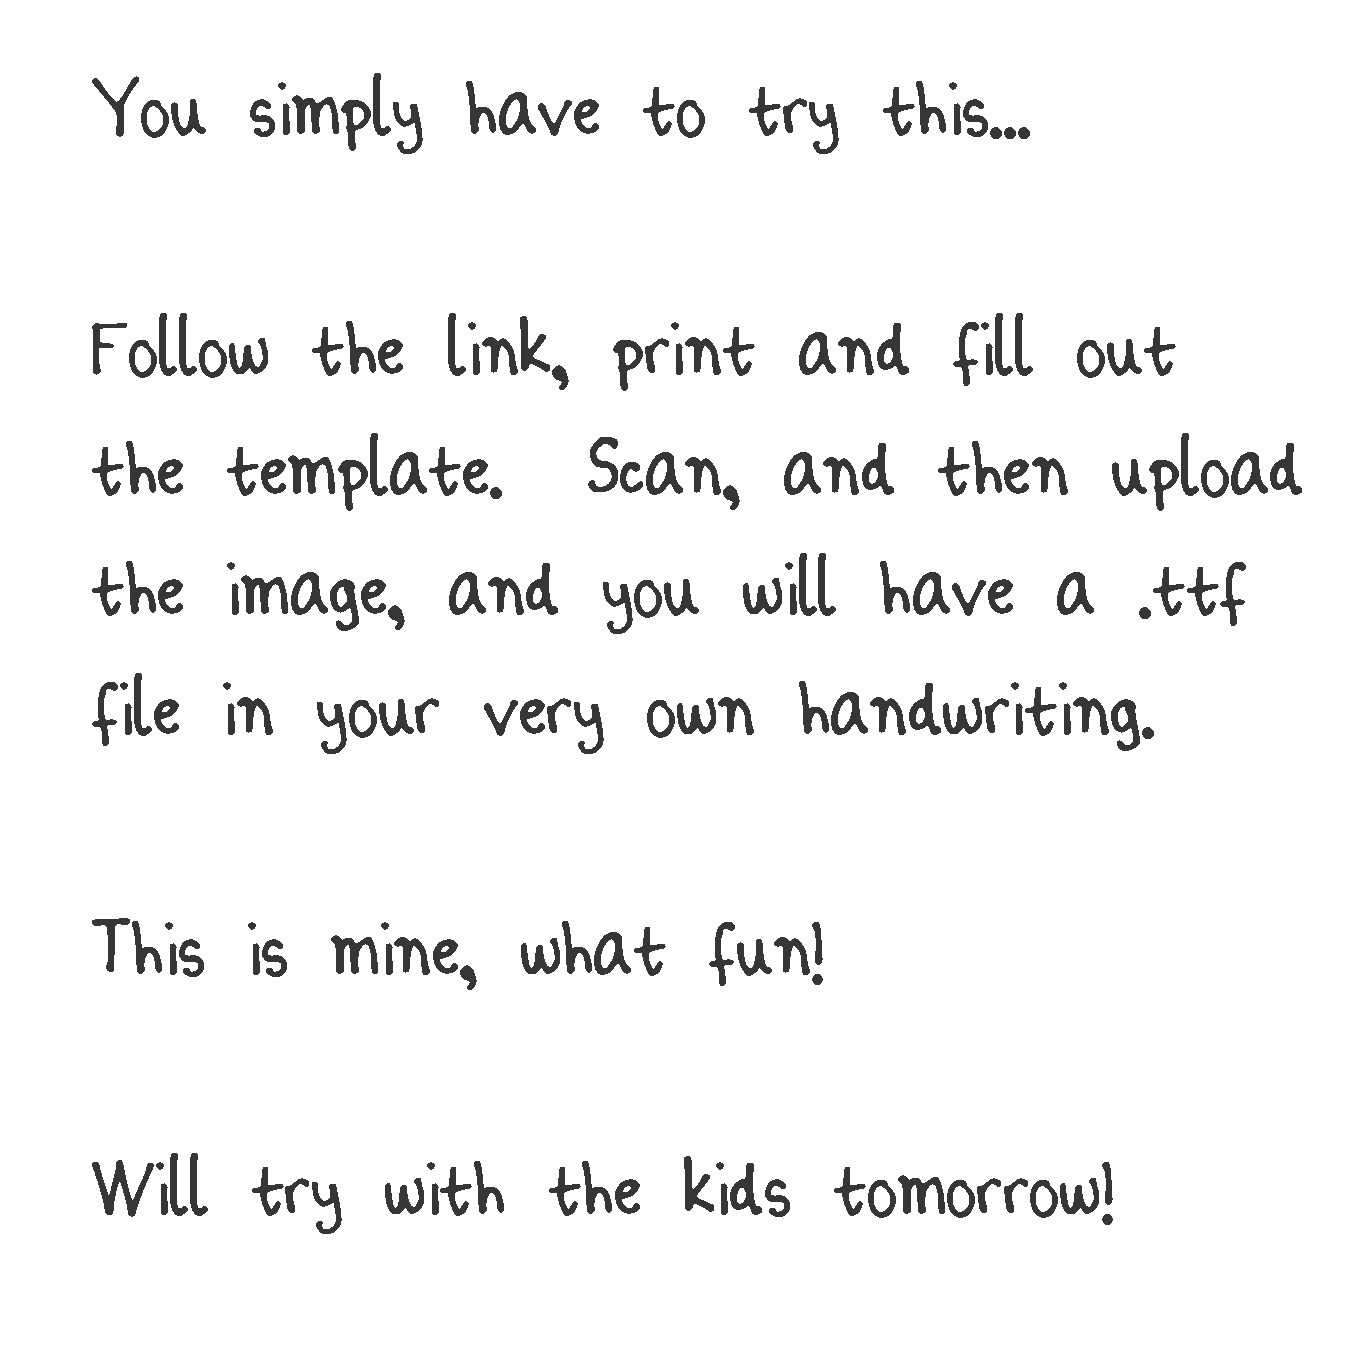 You simply have to try this...
Follow the link, print and fill out
the template.  Scan, and then upload
the image, and you will have a .ttf
file in your very own handwriting.
This is mine, what fun!
Will try with the kids tomorrow!